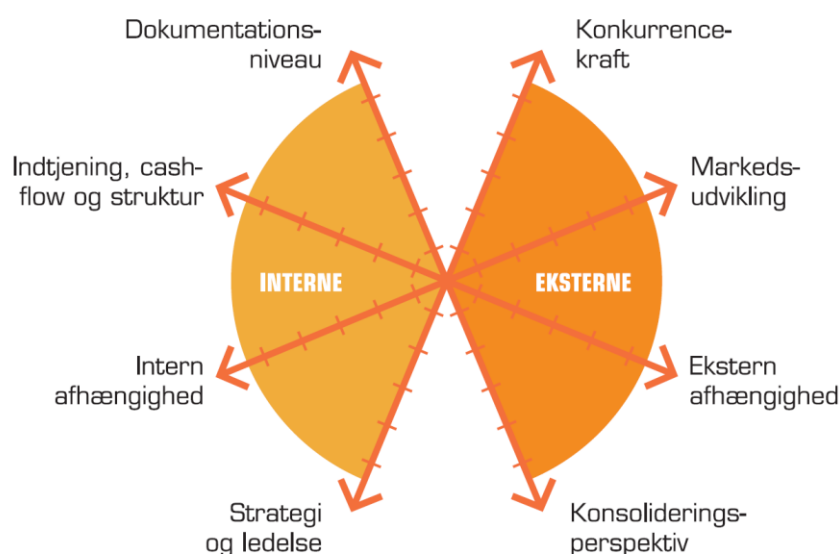 Dokumentations-
niveau
Konkurrence-
kraft
Indtjening, cash-
flow og struktur
Markeds-
udvikling
INTERNE
EKSTERNE
Intern
afhængighed
Ekstern
afhængighed
Strategi
og ledelse
Konsoliderings-
perspektiv